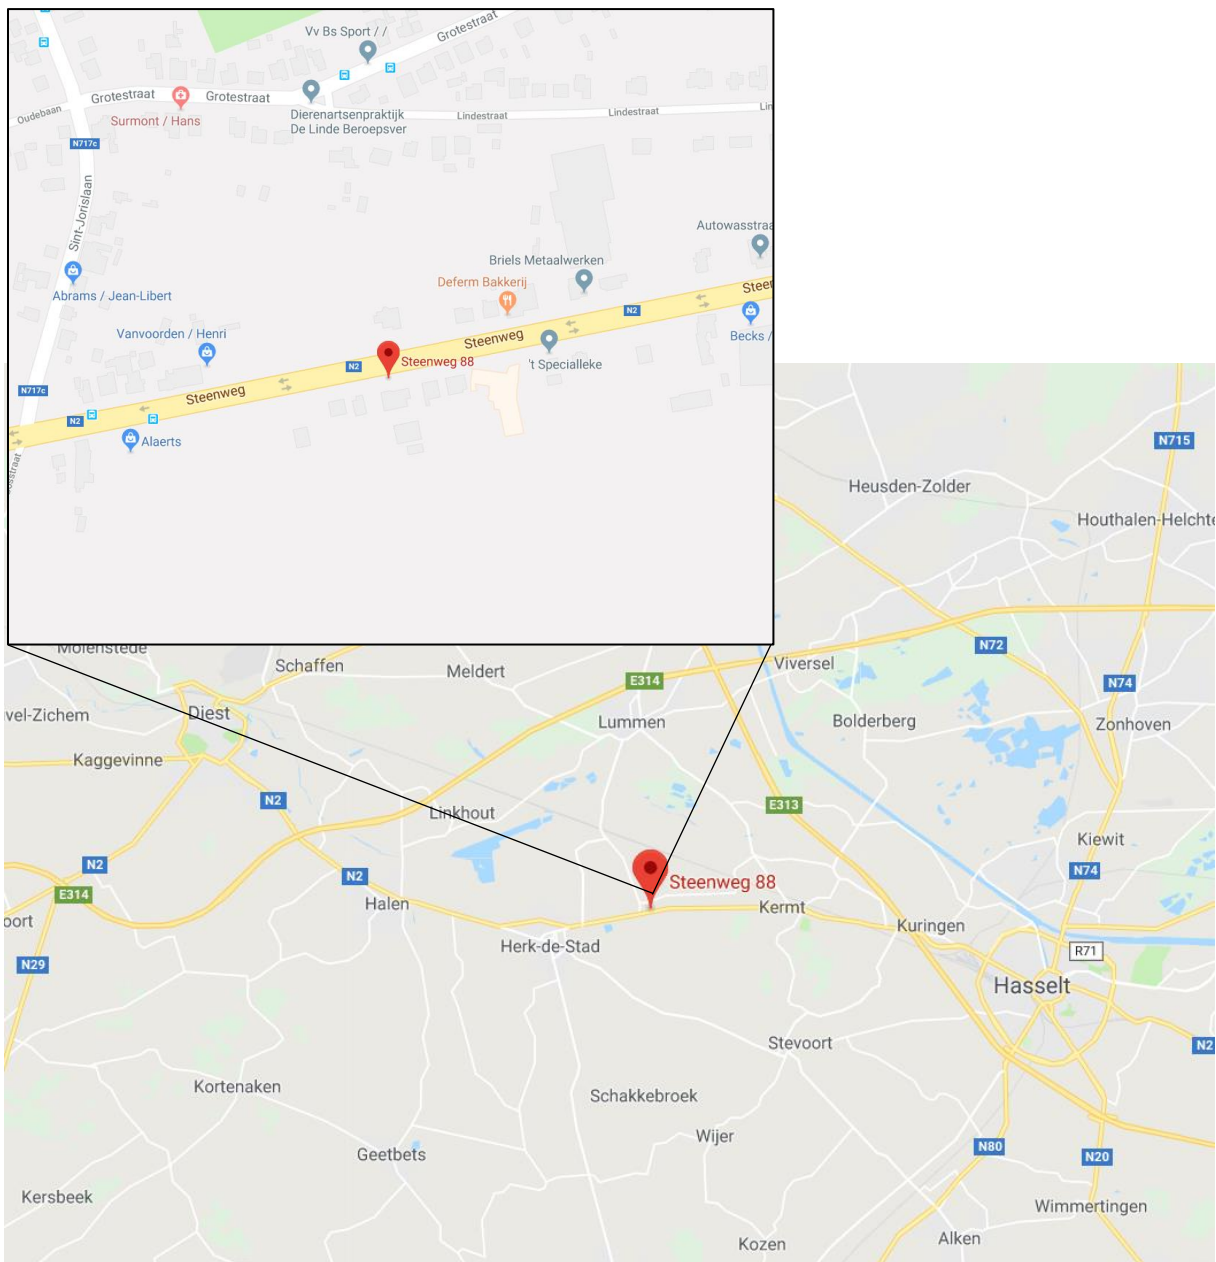 Vv Bs Sport / /
Grotestraat
Grotestraat
Grotestraat
Oudebaan
Surmont / Hans
Dierenartsenpraktijk
De Linde Beroepsver
Lindestraat
Lindestraat
Lin
N717c
Sint-Jorislaan
Autowasstraa
Briels Metaalwerken
Deferm Bakkerij
Steer
Abrams / Jean-Libert
N2
Vanvoorden / Henri
Steenweg
Becks /
N2
Steenweg 88
't Specialleke
N717c
Steenweg
N2
Alaerts
osstraat
N715
Heusden-Zolder
Houthalen-Helchte
Molenstede
Schaffen
Meldert
Viversel
N72
E314
N74
vel-Zichem
Diest
Lummen
Bolderberg
Zonhoven
Kaggevinne
N2
Linkhout
E313
Kiewit
N2
N74
E314
N2
Steenweg 88
Halen
Kermt
oort
Kuringen
Herk-de-Stad
R71
N29
Hasselt
Stevoort
N2
Kortenaken
Schakkebroek
Wijer
N80
Geetbets
N20
Kersbeek
Wimmertingen
Kozen
Alken